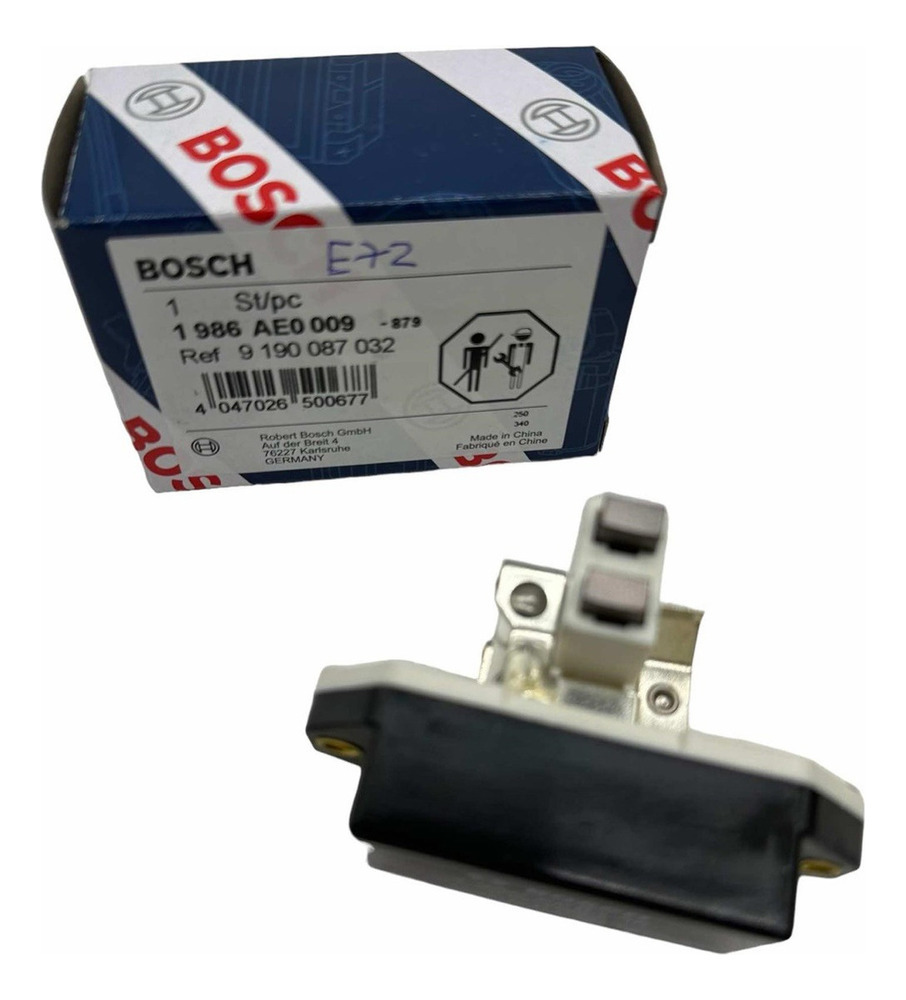 BOSCH
BOSCH
BOSCH E72
1 St/pc
1 986 AE0 009 -879
Ref 9 190 087 032
4 047026 500677
250
340
Robert Bosch GmbH
Auf der Breit 4
76227 Karlsruhe
GERMANY
Made in China
Fabriqué en Chine
BOS